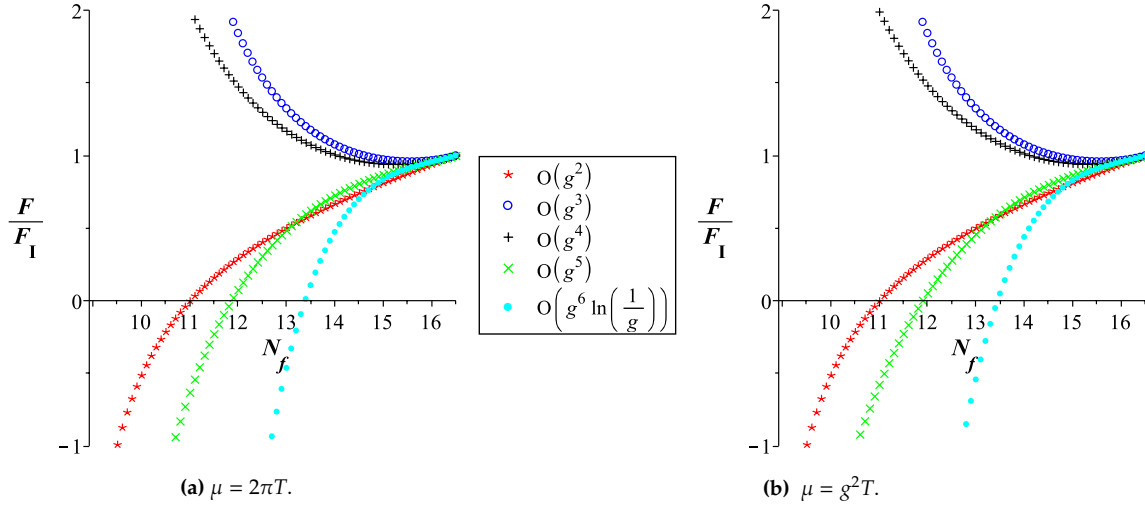 2
1
F
F_I
0
10 11 12 13 14 15 16
N_f
−1
O(g^2)
O(g^3)
O(g^4)
O(g^5)
O(g^6 ln(1/g))
2
1
F
F_I
0
10 11 12 13 14 15 16
N_f
−1
(a) μ = 2πT.
(b) μ = g^2T.